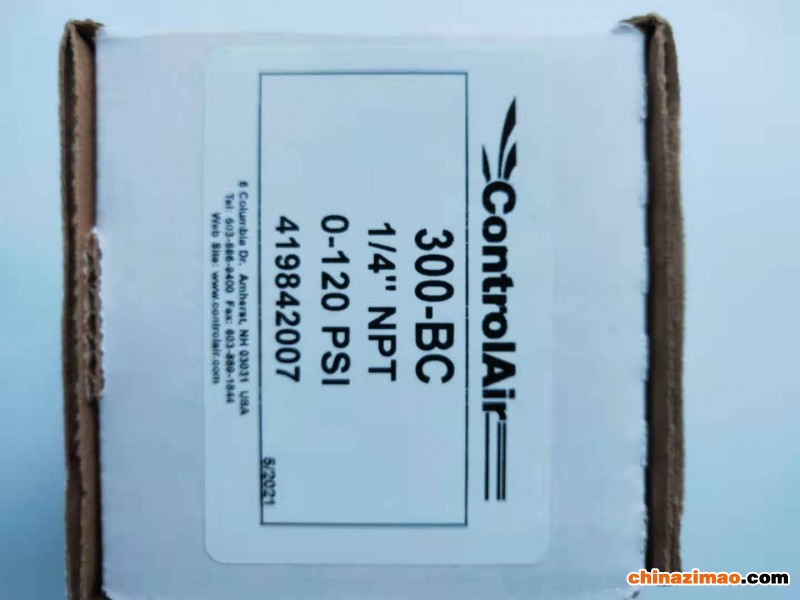 ControlAir
300-BC
1/4" NPT
0-120 PSI
419842007
5/2021
6 Columbia Dr. Amherst, NH 03031 USA
Tel: 603-886-9400 Fax: 603-889-1844
Web Site: www.controlair.com
chinazimao.com